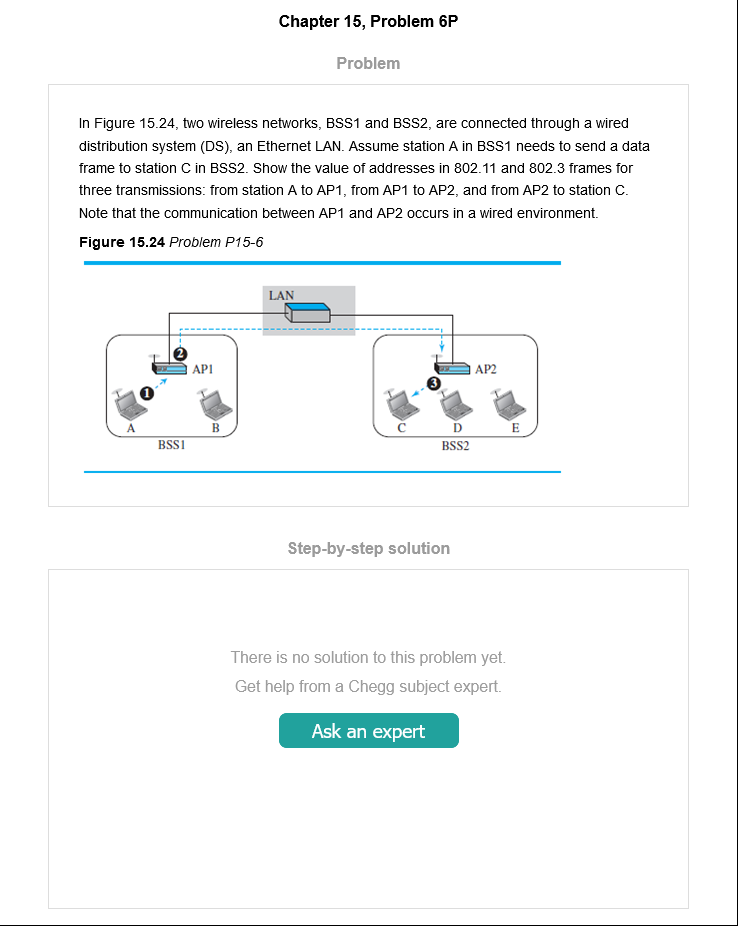 Chapter 15, Problem 6P
Problem
In Figure 15.24, two wireless networks, BSS1 and BSS2, are connected through a wired
distribution system (DS), an Ethernet LAN. Assume station A in BSS1 needs to send a data
frame to station C in BSS2. Show the value of addresses in 802.11 and 802.3 frames for
three transmissions: from station A to AP1, from AP1 to AP2, and from AP2 to station C.
Note that the communication between AP1 and AP2 occurs in a wired environment.
Figure 15.24 Problem P15-6
LAN
2
AP1
AP2
1
3
A
B
C
D
E
BSS1
BSS2
Step-by-step solution
There is no solution to this problem yet.
Get help from a Chegg subject expert.
Ask an expert